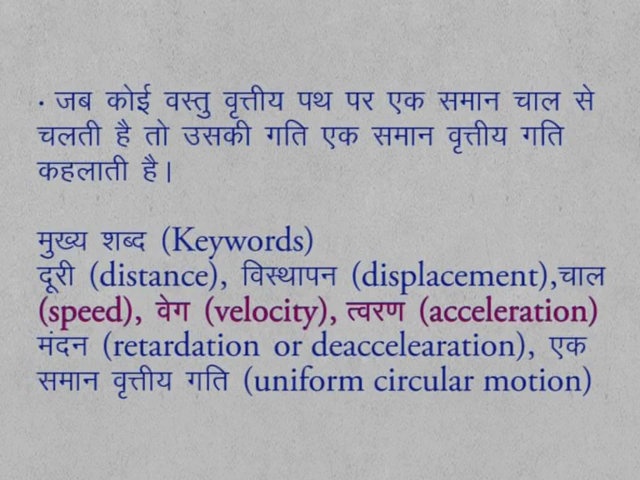 · जब कोई वस्तु वृत्तीय पथ पर एक समान चाल से
चलती है तो उसकी गति एक समान वृत्तीय गति
कहलाती है।
मुख्य शब्द (Keywords)
दूरी (distance), विस्थापन (displacement),चाल
(speed), वेग (velocity), त्वरण (acceleration)
मंदन (retardation or deaccelearation), एक
समान वृत्तीय गति (uniform circular motion)